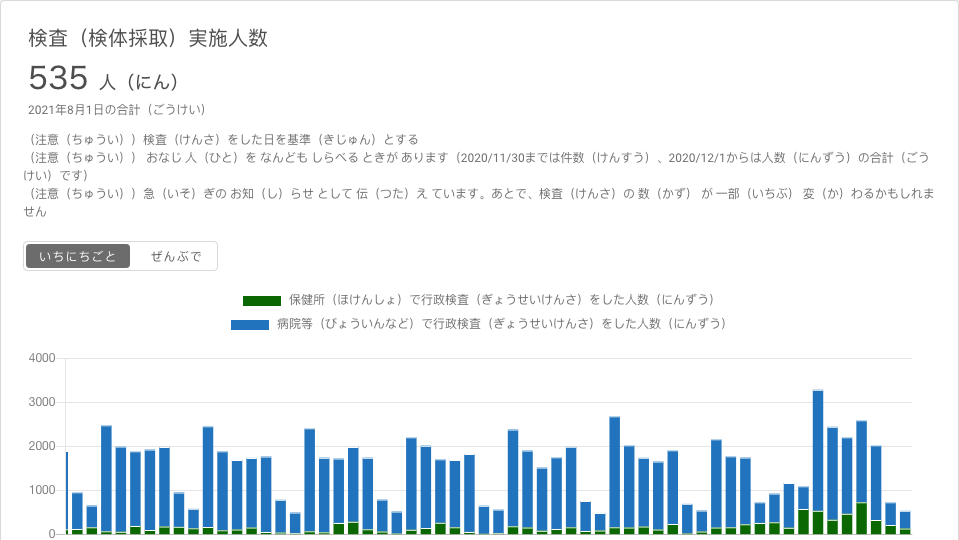 検査（検体採取）実施人数
535 人（にん）
2021年8月1日の合計（ごうけい）
（注意（ちゅうい））検査（けんさ）をした日を基準（きじゅん）とする
（注意（ちゅうい）） おなじ 人（ひと）を なんども しらべる ときが あります（2020/11/30までは件数（けんすう）、2020/12/1からは人数（にんずう）の合計（ごう
けい）です）
（注意（ちゅうい））急（いそ）ぎの お知（し）らせ として 伝（つた）え ています。あとで、検査（けんさ）の 数（かず） が 一部（いちぶ） 変（か）わるかもしれま
せん
いちにちごと ぜんぶで
保健所（ほけんしょ）で行政検査（ぎょうせいけんさ）をした人数（にんずう）
病院等（びょういんなど）で行政検査（ぎょうせいけんさ）をした人数（にんずう）
4000
3000
2000
1000
0